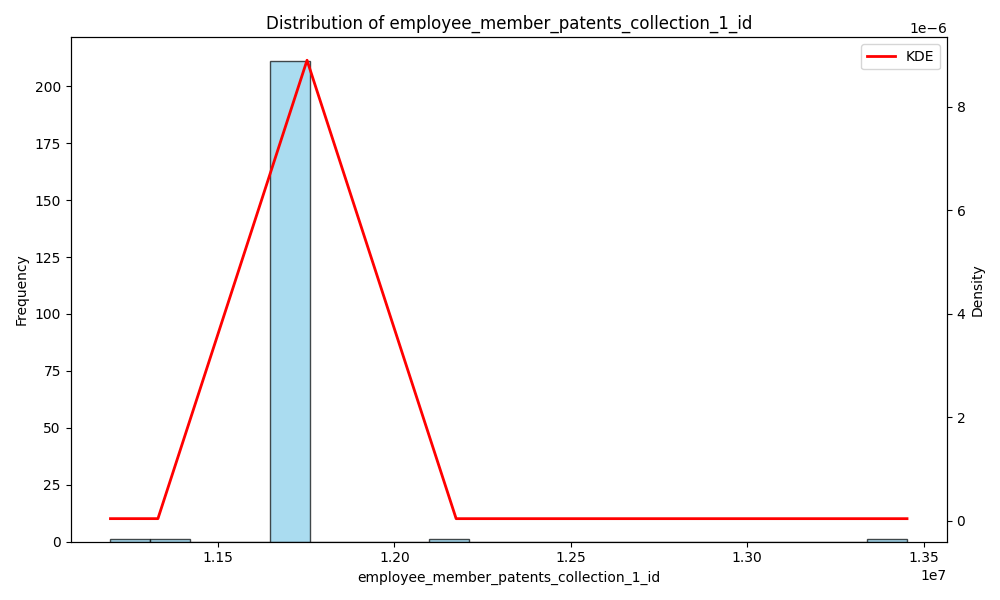 Distribution of employee_member_patents_collection_1_id
1e−6
KDE
200
175
150
125
100
75
50
25
0
Frequency
8
6
4
2
0
Density
1.15
1.20
1.25
1.30
1.35
1e7
employee_member_patents_collection_1_id